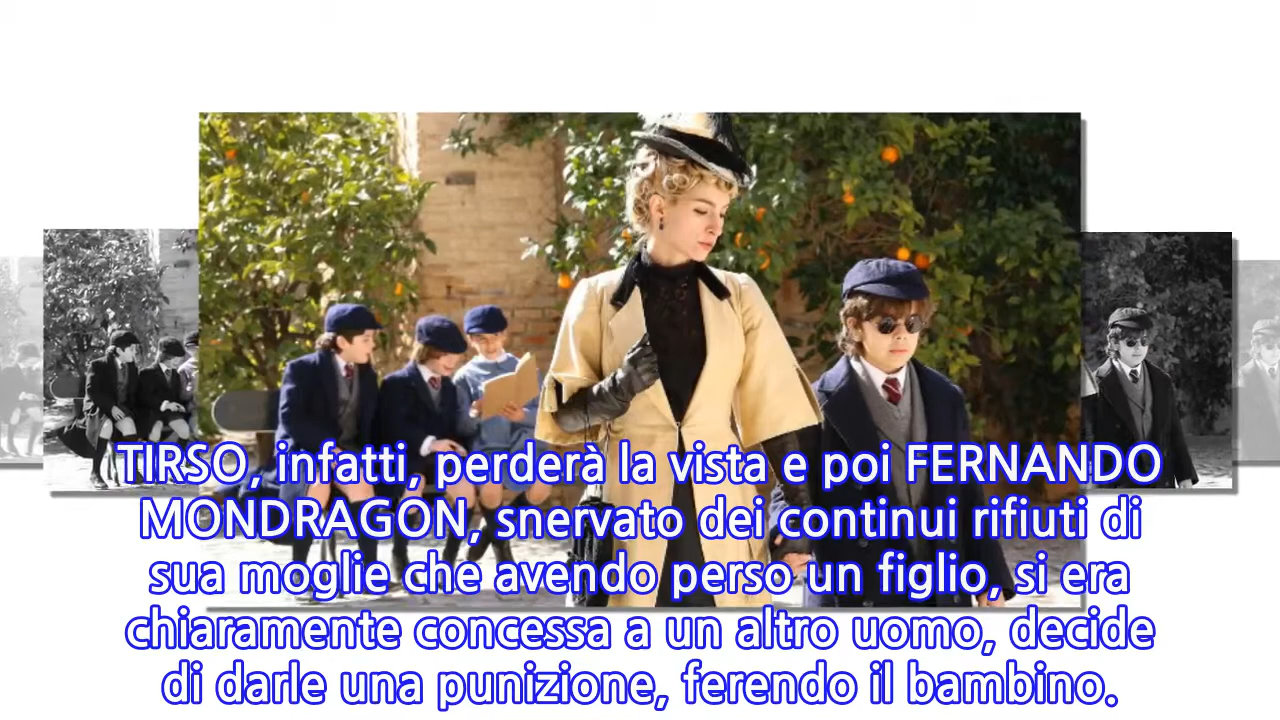 TIRSO, infatti, perderà la vista e poi FERNANDO
MONDRAGON, snervato dei continui rifiuti di
sua moglie che avendo perso un figlio, si era
chiaramente concessa a un altro uomo, decide
di darle una punizione, ferendo il bambino.